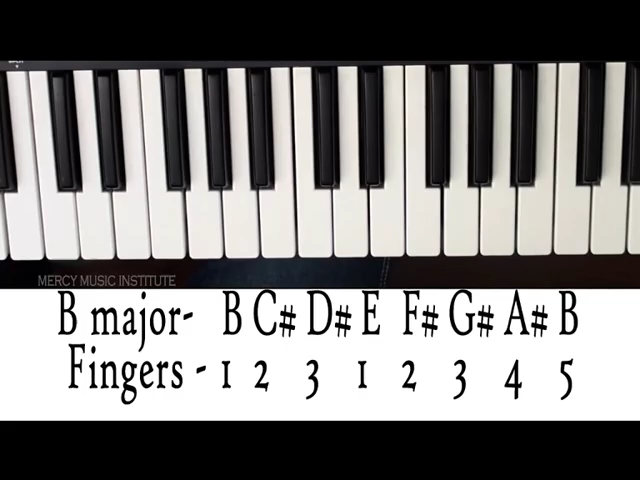 MERCY MUSIC INSTITUTE
B major- B C# D# E F# G# A# B
Fingers - 1 2 3 1 2 3 4 5